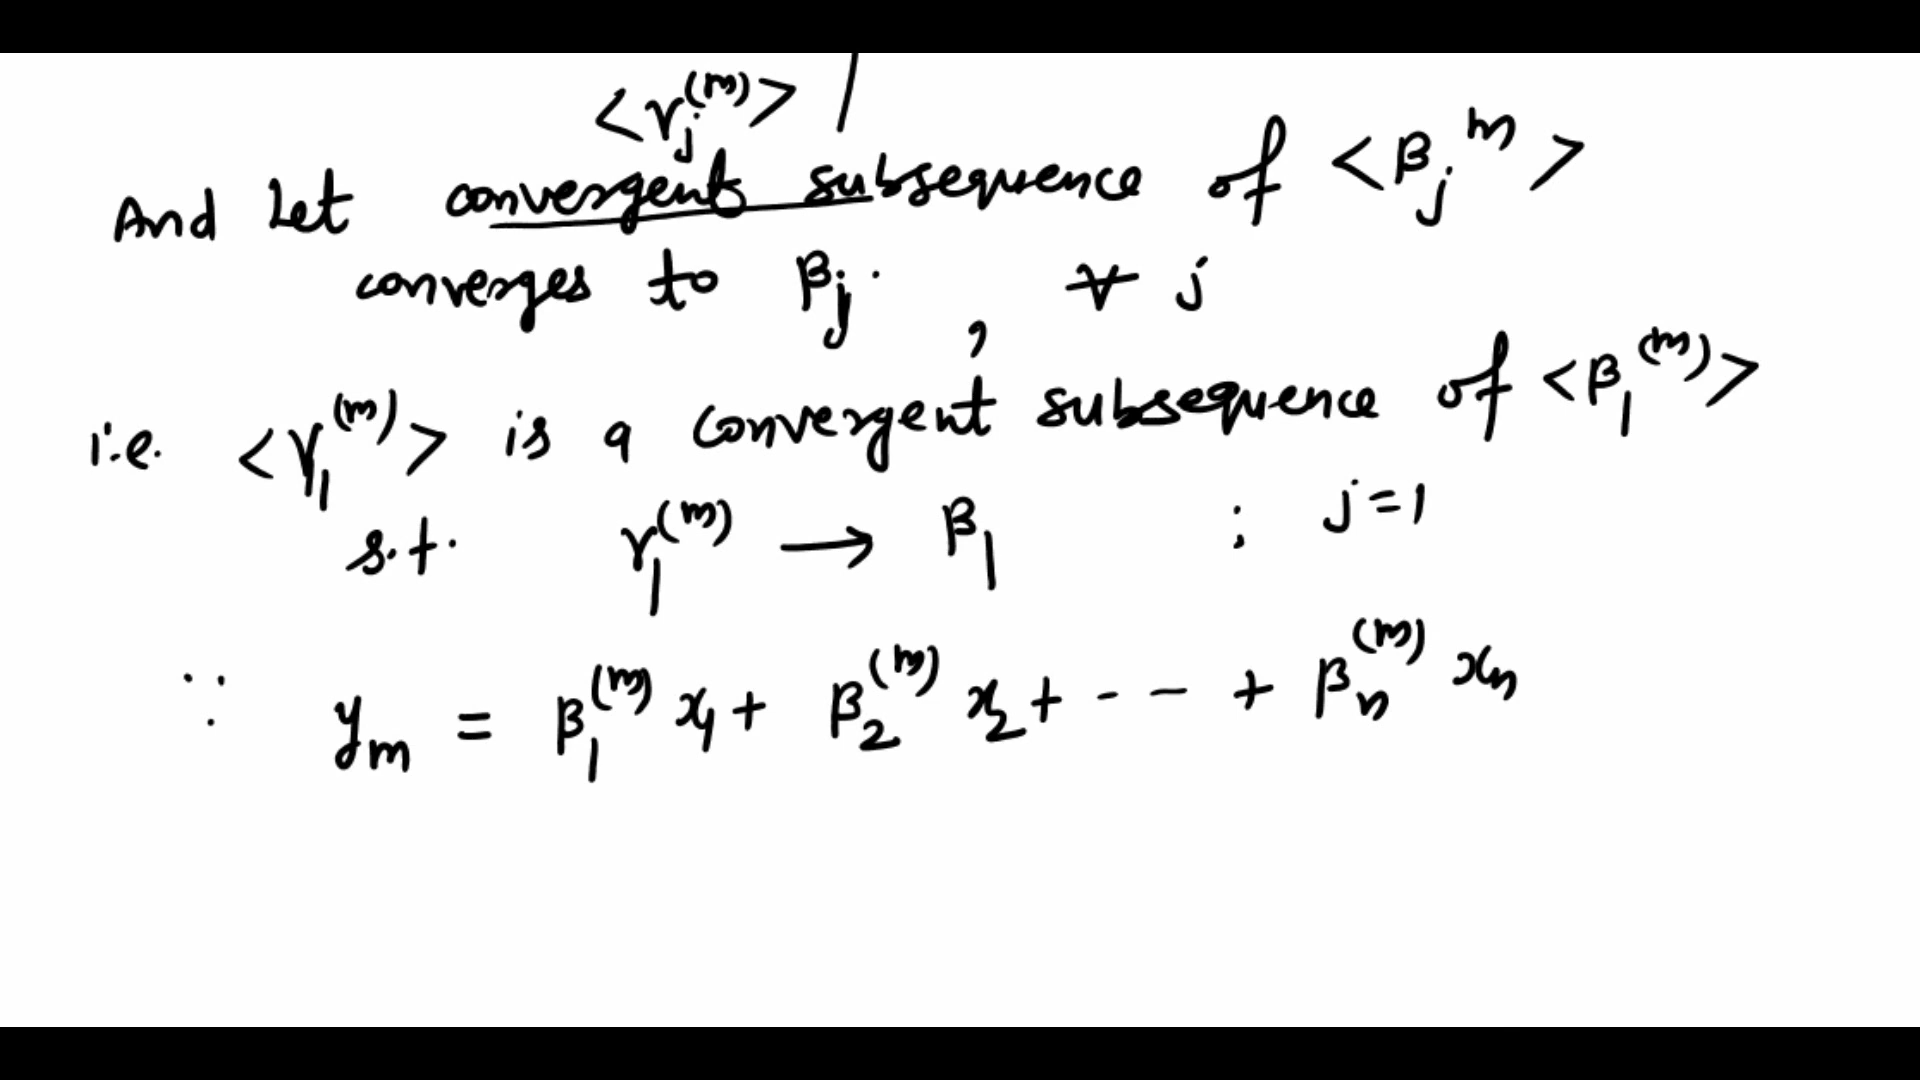 <γ_j^(m)>
And Let convergent subsequence of <β_j^m>
converges to β_j. , ∀ j
i.e. <γ_1^(m)> is a convergent subsequence of <β_1^(m)>
s.t. γ_1^(m) → β_1 ; j=1
∵ y_m = β_1^(m) x_1 + β_2^(m) x_2 + - - - + β_n^(m) x_n